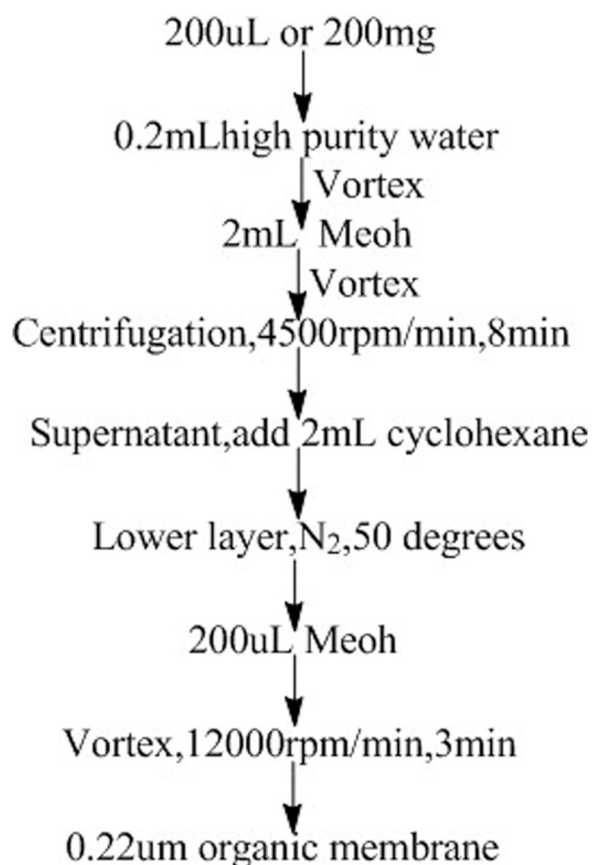 200uL or 200mg
0.2mLhigh purity water
Vortex
2mL Meoh
Vortex
Centrifugation,4500rpm/min,8min
Supernatant,add 2mL cyclohexane
Lower layer,N₂,50 degrees
200uL Meoh
Vortex,12000rpm/min,3min
0.22um organic membrane